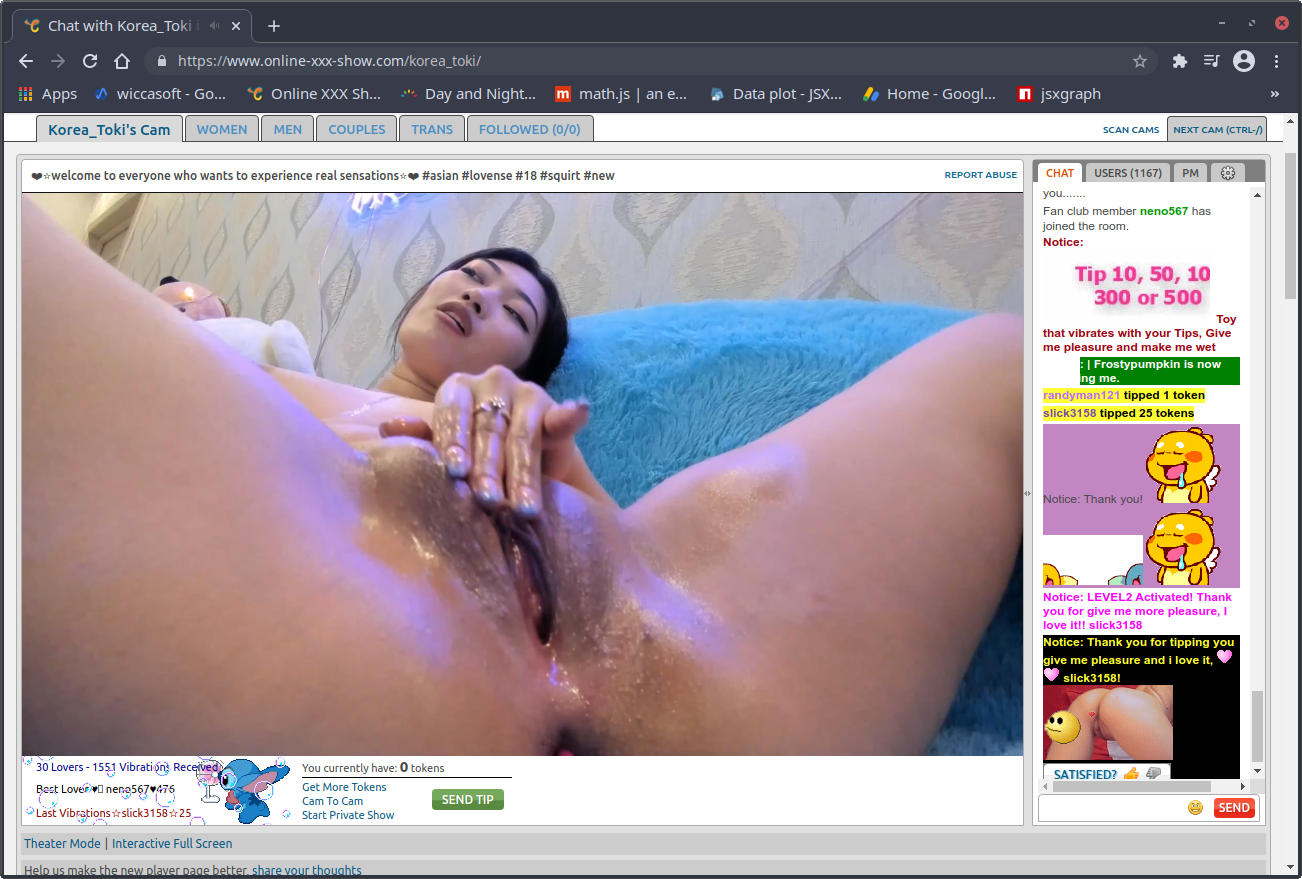 Chat with Korea_Toki i
https://www.online-xxx-show.com/korea_toki/
Apps
wiccasoft - Go...
Online XXX Sh...
Day and Night...
math.js | an e...
Data plot - JSX...
Home - Googl...
jsxgraph
»
Korea_Toki's Cam
WOMEN
MEN
COUPLES
TRANS
FOLLOWED (0/0)
SCAN CAMS
NEXT CAM (CTRL-/)
❤☆welcome to everyone who wants to experience real sensations☆❤ #asian #lovense #18 #squirt #new
REPORT ABUSE
CHAT
USERS (1167)
PM
you.......
Fan club member neno567 has
joined the room.
Notice:
Tip 10, 50, 10
300 or 500
Toy
that vibrates with your Tips, Give
me pleasure and make me wet
: | Frostypumpkin is now
ng me.
randyman121 tipped 1 token
slick3158 tipped 25 tokens
Notice: Thank you!
Notice: LEVEL2 Activated! Thank
you for give me more pleasure, I
love it!! slick3158
Notice: Thank you for tipping you
give me pleasure and i love it,
slick3158!
SATISFIED?
SEND
30 Lovers - 1551 Vibrations Received
Best Lover♥ neno567♥476
Last Vibrations☆slick3158☆25
You currently have: 0 tokens
Get More Tokens
Cam To Cam
Start Private Show
SEND TIP
Theater Mode | Interactive Full Screen
Help us make the new player page better, share your thoughts